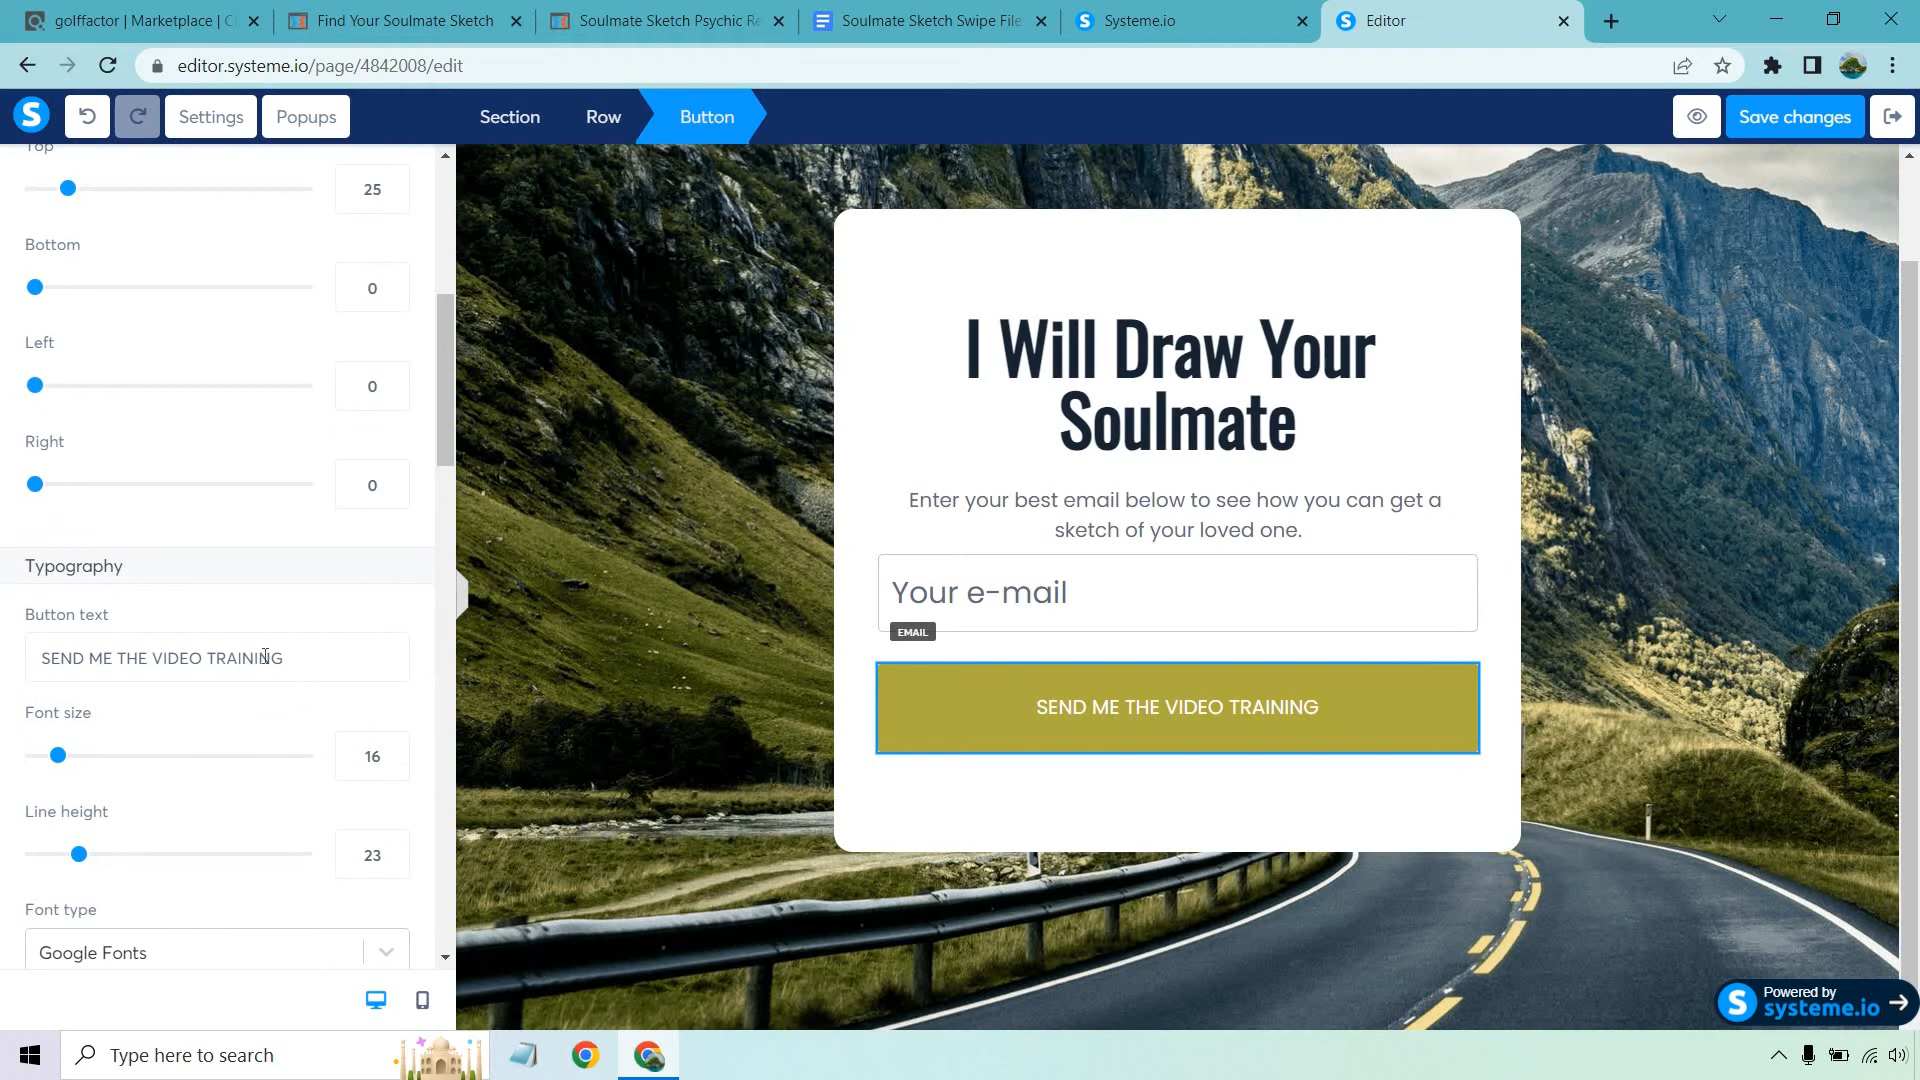 golffactor | Marketplace | Cl
Find Your Soulmate Sketch
Soulmate Sketch Psychic Re
Soulmate Sketch Swipe File
Systeme.io
Editor
editor.systeme.io/page/4842008/edit
Settings
Popups
Section
Row
Button
Save changes
Top
25
Bottom
0
Left
0
Right
0
Typography
Button text
SEND ME THE VIDEO TRAINING
Font size
16
Line height
23
Font type
Google Fonts
I Will Draw Your
Soulmate
Enter your best email below to see how you can get a
sketch of your loved one.
Your e-mail
EMAIL
SEND ME THE VIDEO TRAINING
Powered by
systeme.io
Type here to search